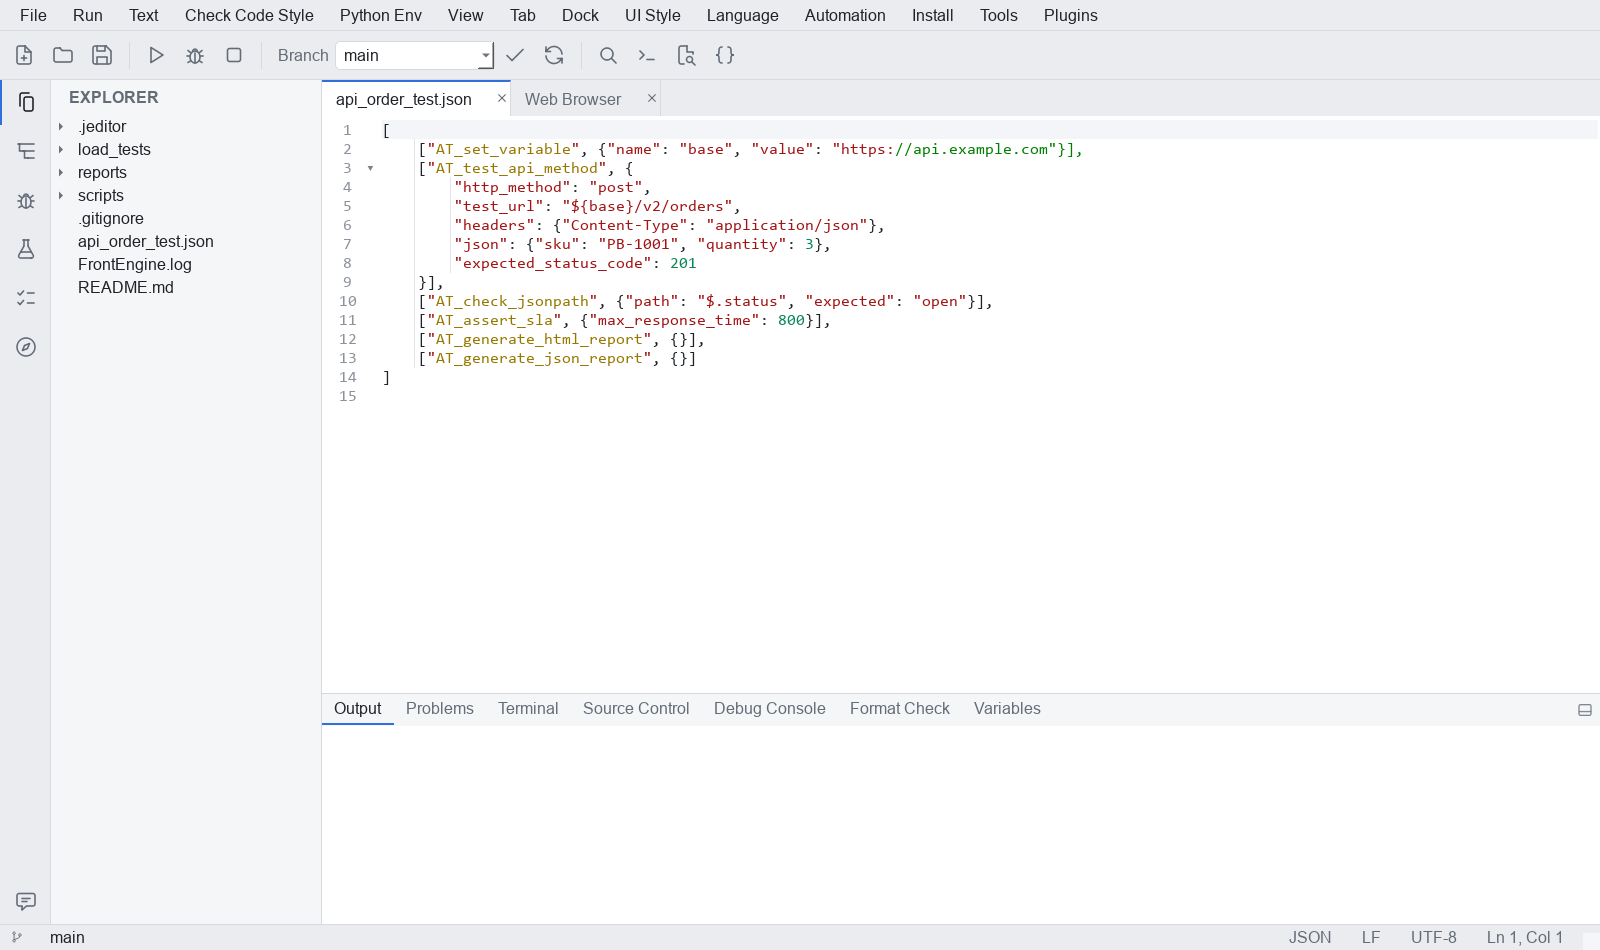 File Run Text Check Code Style Python Env View Tab Dock UI Style Language Automation Install Tools Plugins
Branch main
EXPLORER
.jeditor
load_tests
reports
scripts
.gitignore
api_order_test.json
FrontEngine.log
README.md
api_order_test.json × Web Browser ×
1 [
2     ["AT_set_variable", {"name": "base", "value": "https://api.example.com"}],
3     ["AT_test_api_method", {
4         "http_method": "post",
5         "test_url": "${base}/v2/orders",
6         "headers": {"Content-Type": "application/json"},
7         "json": {"sku": "PB-1001", "quantity": 3},
8         "expected_status_code": 201
9     }],
10     ["AT_check_jsonpath", {"path": "$.status", "expected": "open"}],
11     ["AT_assert_sla", {"max_response_time": 800}],
12     ["AT_generate_html_report", {}],
13     ["AT_generate_json_report", {}]
14 ]
15
Output Problems Terminal Source Control Debug Console Format Check Variables
main JSON LF UTF-8 Ln 1, Col 1